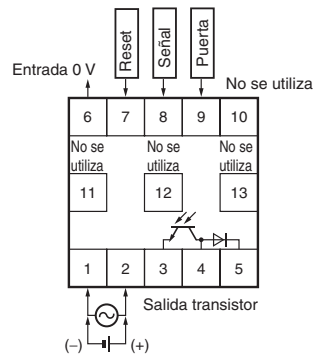 Reset
Señal
Puerta
Entrada 0 V
No se utiliza
6
7
8
9
10
No se
utiliza
No se
utiliza
No se
utiliza
11
12
13
1
2
3
4
5
Salida transistor
(−)
(+)